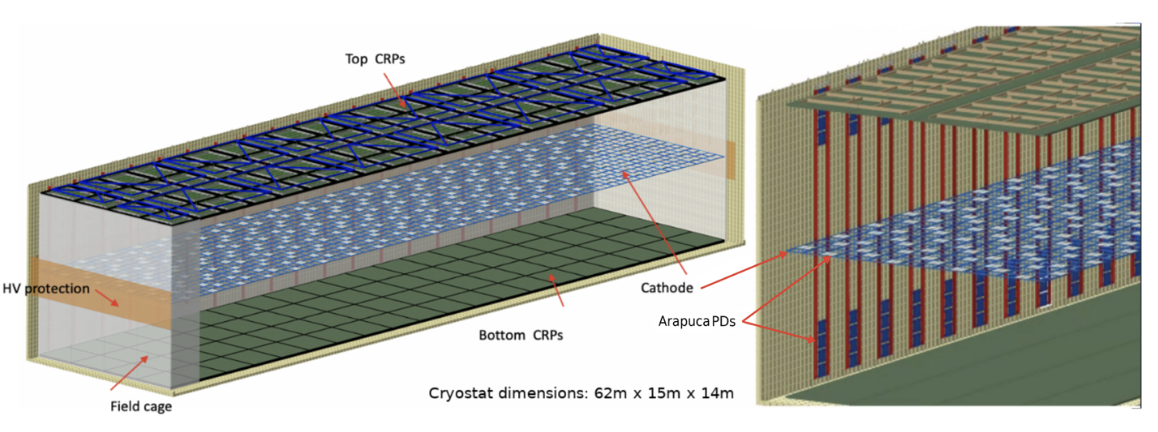 Top CRPs
HV protection
Cathode
Arapuca PDs
Bottom CRPs
Cryostat dimensions: 62m x 15m x 14m
Field cage